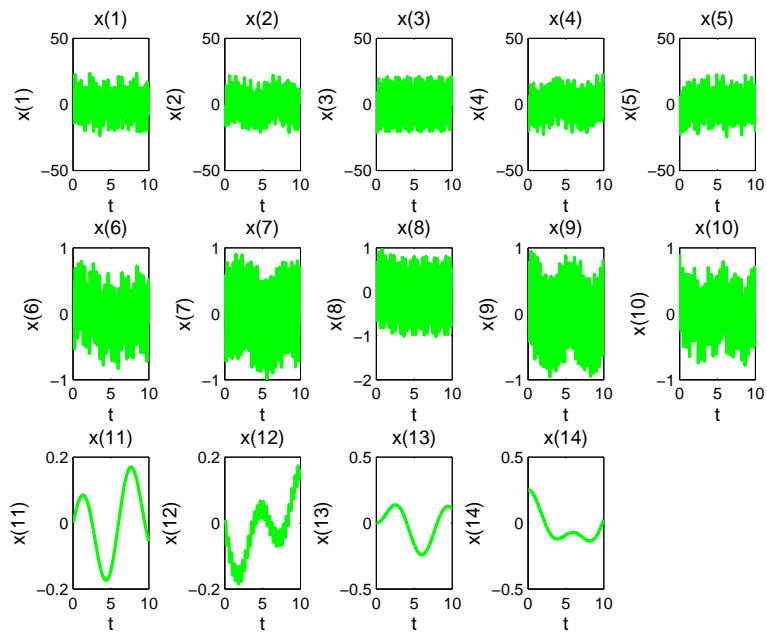 x(1) x(2) x(3) x(4) x(5)
50 50 50 50 50
x(1) x(2) x(3) x(4) x(5)
0 0 0 0 0
−50 −50 −50 −50 −50
0 5 10 0 5 10 0 5 10 0 5 10 0 5 10
t t t t t
x(6) x(7) x(8) x(9) x(10)
1 1 1 1 1
x(6) x(7) x(8) x(9) x(10)
0 0 0 0 0
−1
−1 −1 −2 −1 −1
0 5 10 0 5 10 0 5 10 0 5 10 0 5 10
t t t t t
x(11) x(12) x(13) x(14)
0.2 0.2 0.5 0.5
x(11) x(12) x(13) x(14)
0 0 0 0
−0.2 −0.2 −0.5 −0.5
0 5 10 0 5 10 0 5 10 0 5 10
t t t t